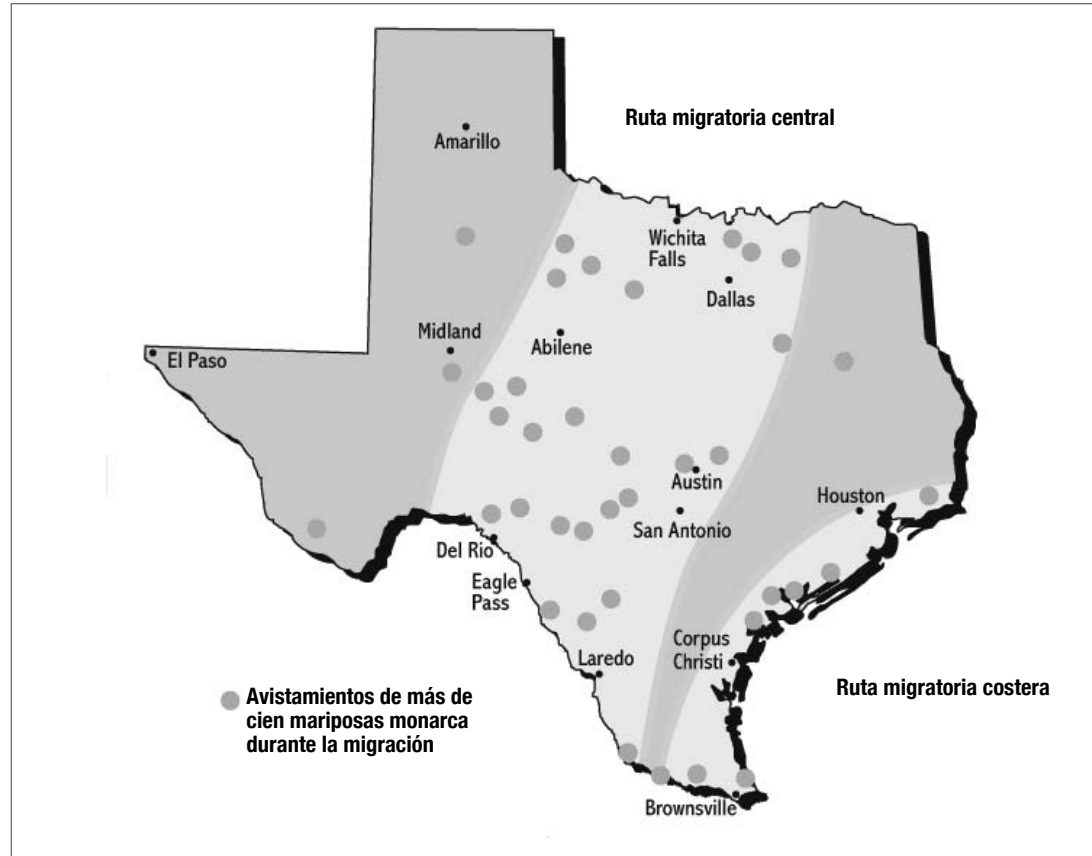 Ruta migratoria central
Amarillo
Wichita
Falls
Dallas
Midland
Abilene
El Paso
Austin
Houston
San Antonio
Del Rio
Eagle
Pass
Corpus
Christi
Laredo
Ruta migratoria costera
Avistamientos de más de
cien mariposas monarca
durante la migración
Brownsville